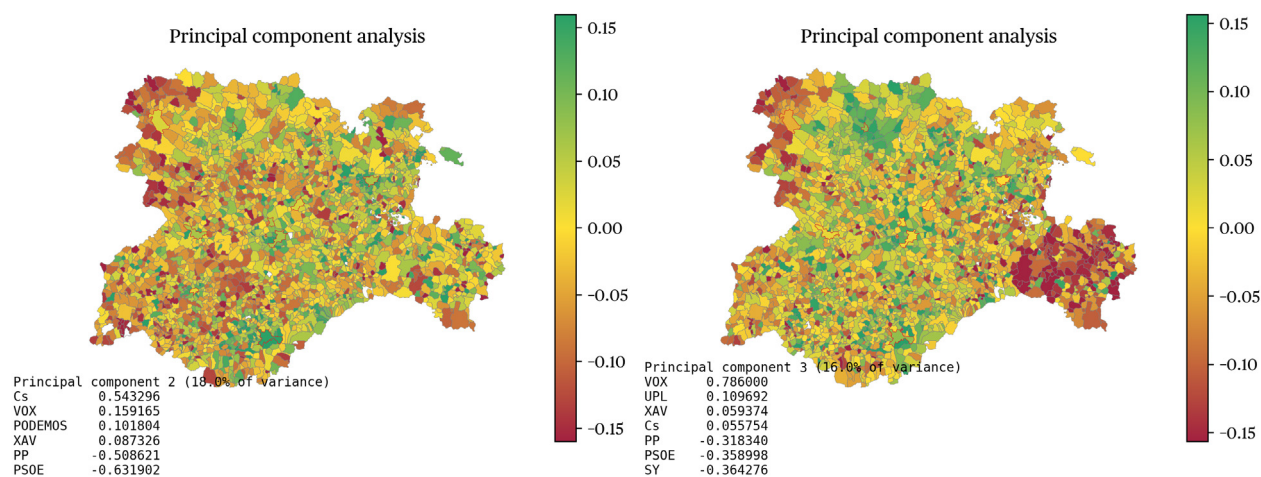 Principal component analysis
0.15
0.10
0.05
0.00
−0.05
−0.10
−0.15
Principal component 2 (18.0% of variance)
Cs 0.543296
VOX 0.159165
PODEMOS 0.101804
XAV 0.087326
PP -0.508621
PSOE -0.631902
Principal component analysis
0.15
0.10
0.05
0.00
−0.05
−0.10
−0.15
Principal component 3 (16.0% of variance)
VOX 0.786000
UPL 0.109692
XAV 0.059374
Cs 0.055754
PP -0.318340
PSOE -0.358998
SY -0.364276